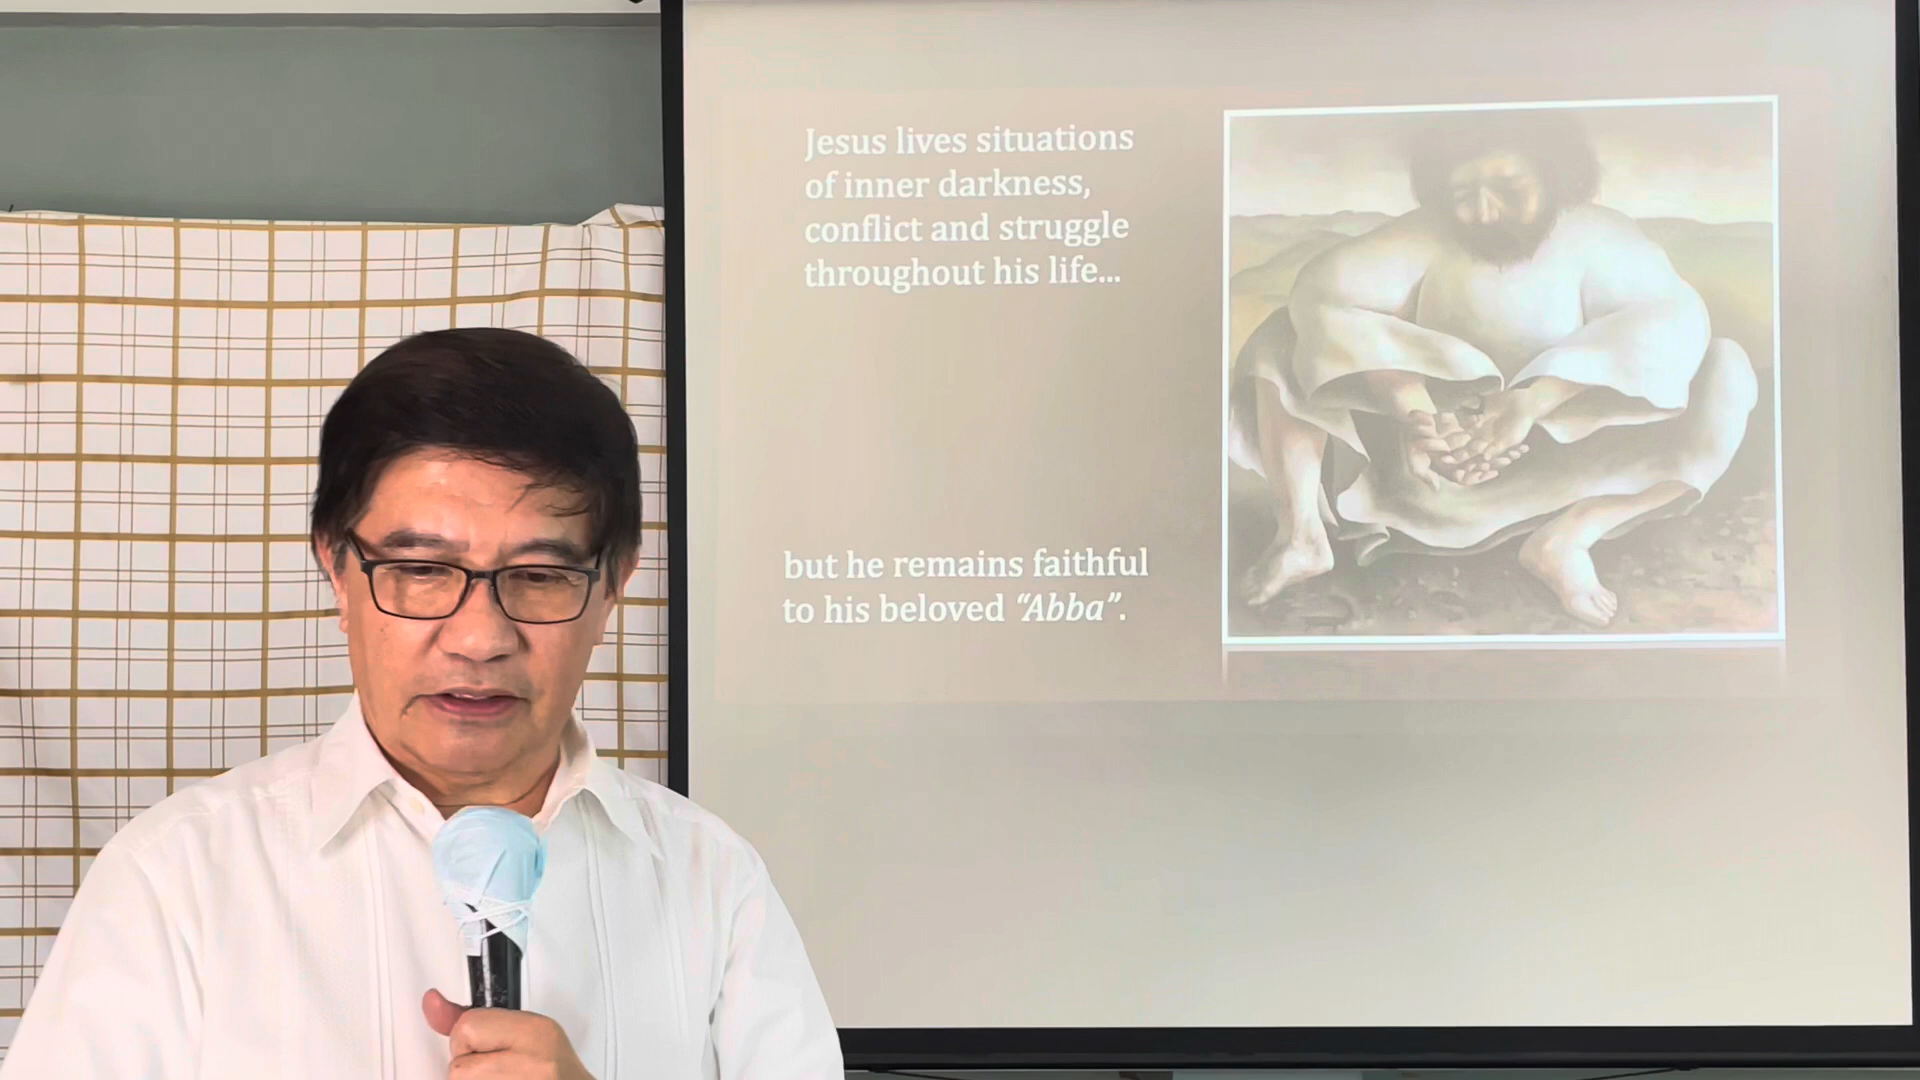 Jesus lives situations
of inner darkness,
conflict and struggle
throughout his life...
but he remains faithful
to his beloved “Abba”.